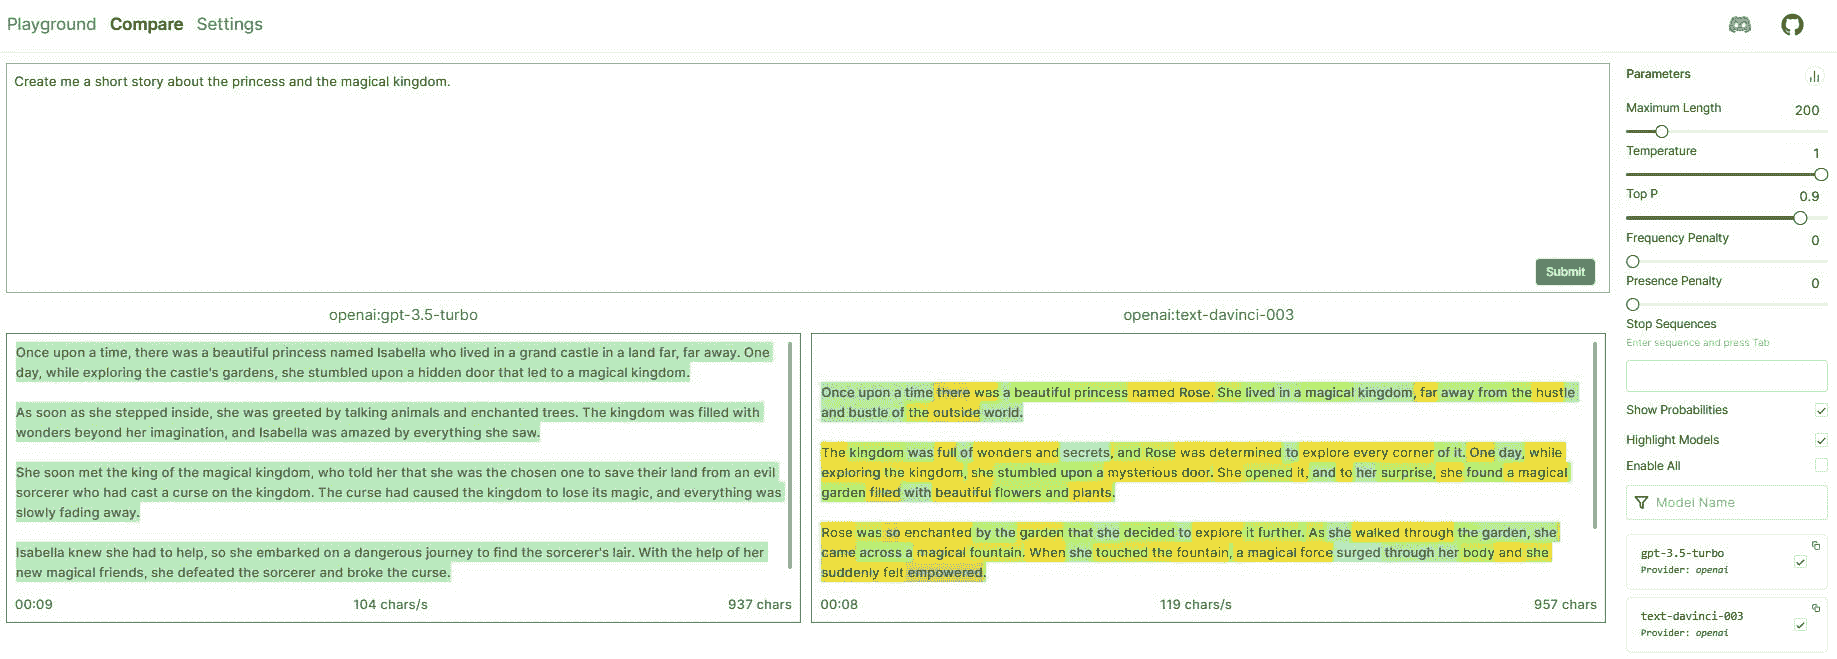 Playground Compare Settings
Create me a short story about the princess and the magical kingdom.
Submit
openai:gpt-3.5-turbo
Once upon a time, there was a beautiful princess named Isabella who lived in a grand castle in a land far, far away. One
day, while exploring the castle's gardens, she stumbled upon a hidden door that led to a magical kingdom.
As soon as she stepped inside, she was greeted by talking animals and enchanted trees. The kingdom was filled with
wonders beyond her imagination, and Isabella was amazed by everything she saw.
She soon met the king of the magical kingdom, who told her that she was the chosen one to save their land from an evil
sorcerer who had cast a curse on the kingdom. The curse had caused the kingdom to lose its magic, and everything was
slowly fading away.
Isabella knew she had to help, so she embarked on a dangerous journey to find the sorcerer's lair. With the help of her
new magical friends, she defeated the sorcerer and broke the curse.
00:09 104 chars/s 937 chars
openai:text-davinci-003
Once upon a time there was a beautiful princess named Rose. She lived in a magical kingdom, far away from the hustle
and bustle of the outside world.
The kingdom was full of wonders and secrets, and Rose was determined to explore every corner of it. One day, while
exploring the kingdom, she stumbled upon a mysterious door. She opened it, and to her surprise, she found a magical
garden filled with beautiful flowers and plants.
Rose was so enchanted by the garden that she decided to explore it further. As she walked through the garden, she
came across a magical fountain. When she touched the fountain, a magical force surged through her body and she
suddenly felt empowered.
00:08 119 chars/s 957 chars
Parameters
Maximum Length 200
Temperature 1
Top P 0.9
Frequency Penalty 0
Presence Penalty 0
Stop Sequences
Enter sequence and press Tab
Show Probabilities
Highlight Models
Enable All
Model Name
gpt-3.5-turbo
Provider: openai
text-davinci-003
Provider: openai